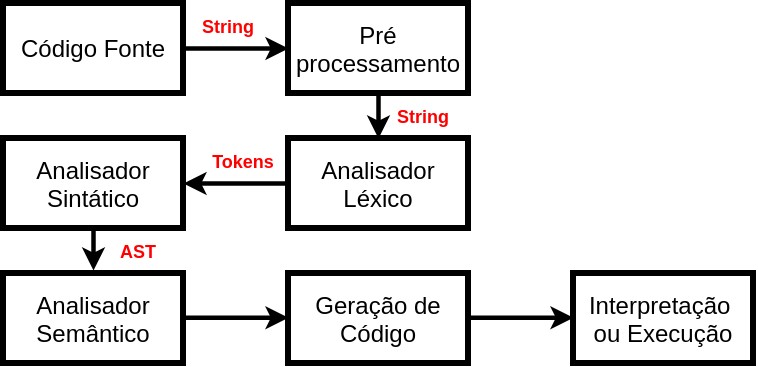 Código Fonte
String
Pré
processamento
String
Analisador
Léxico
Tokens
Analisador
Sintático
AST
Analisador
Semântico
Geração de
Código
Interpretação
ou Execução